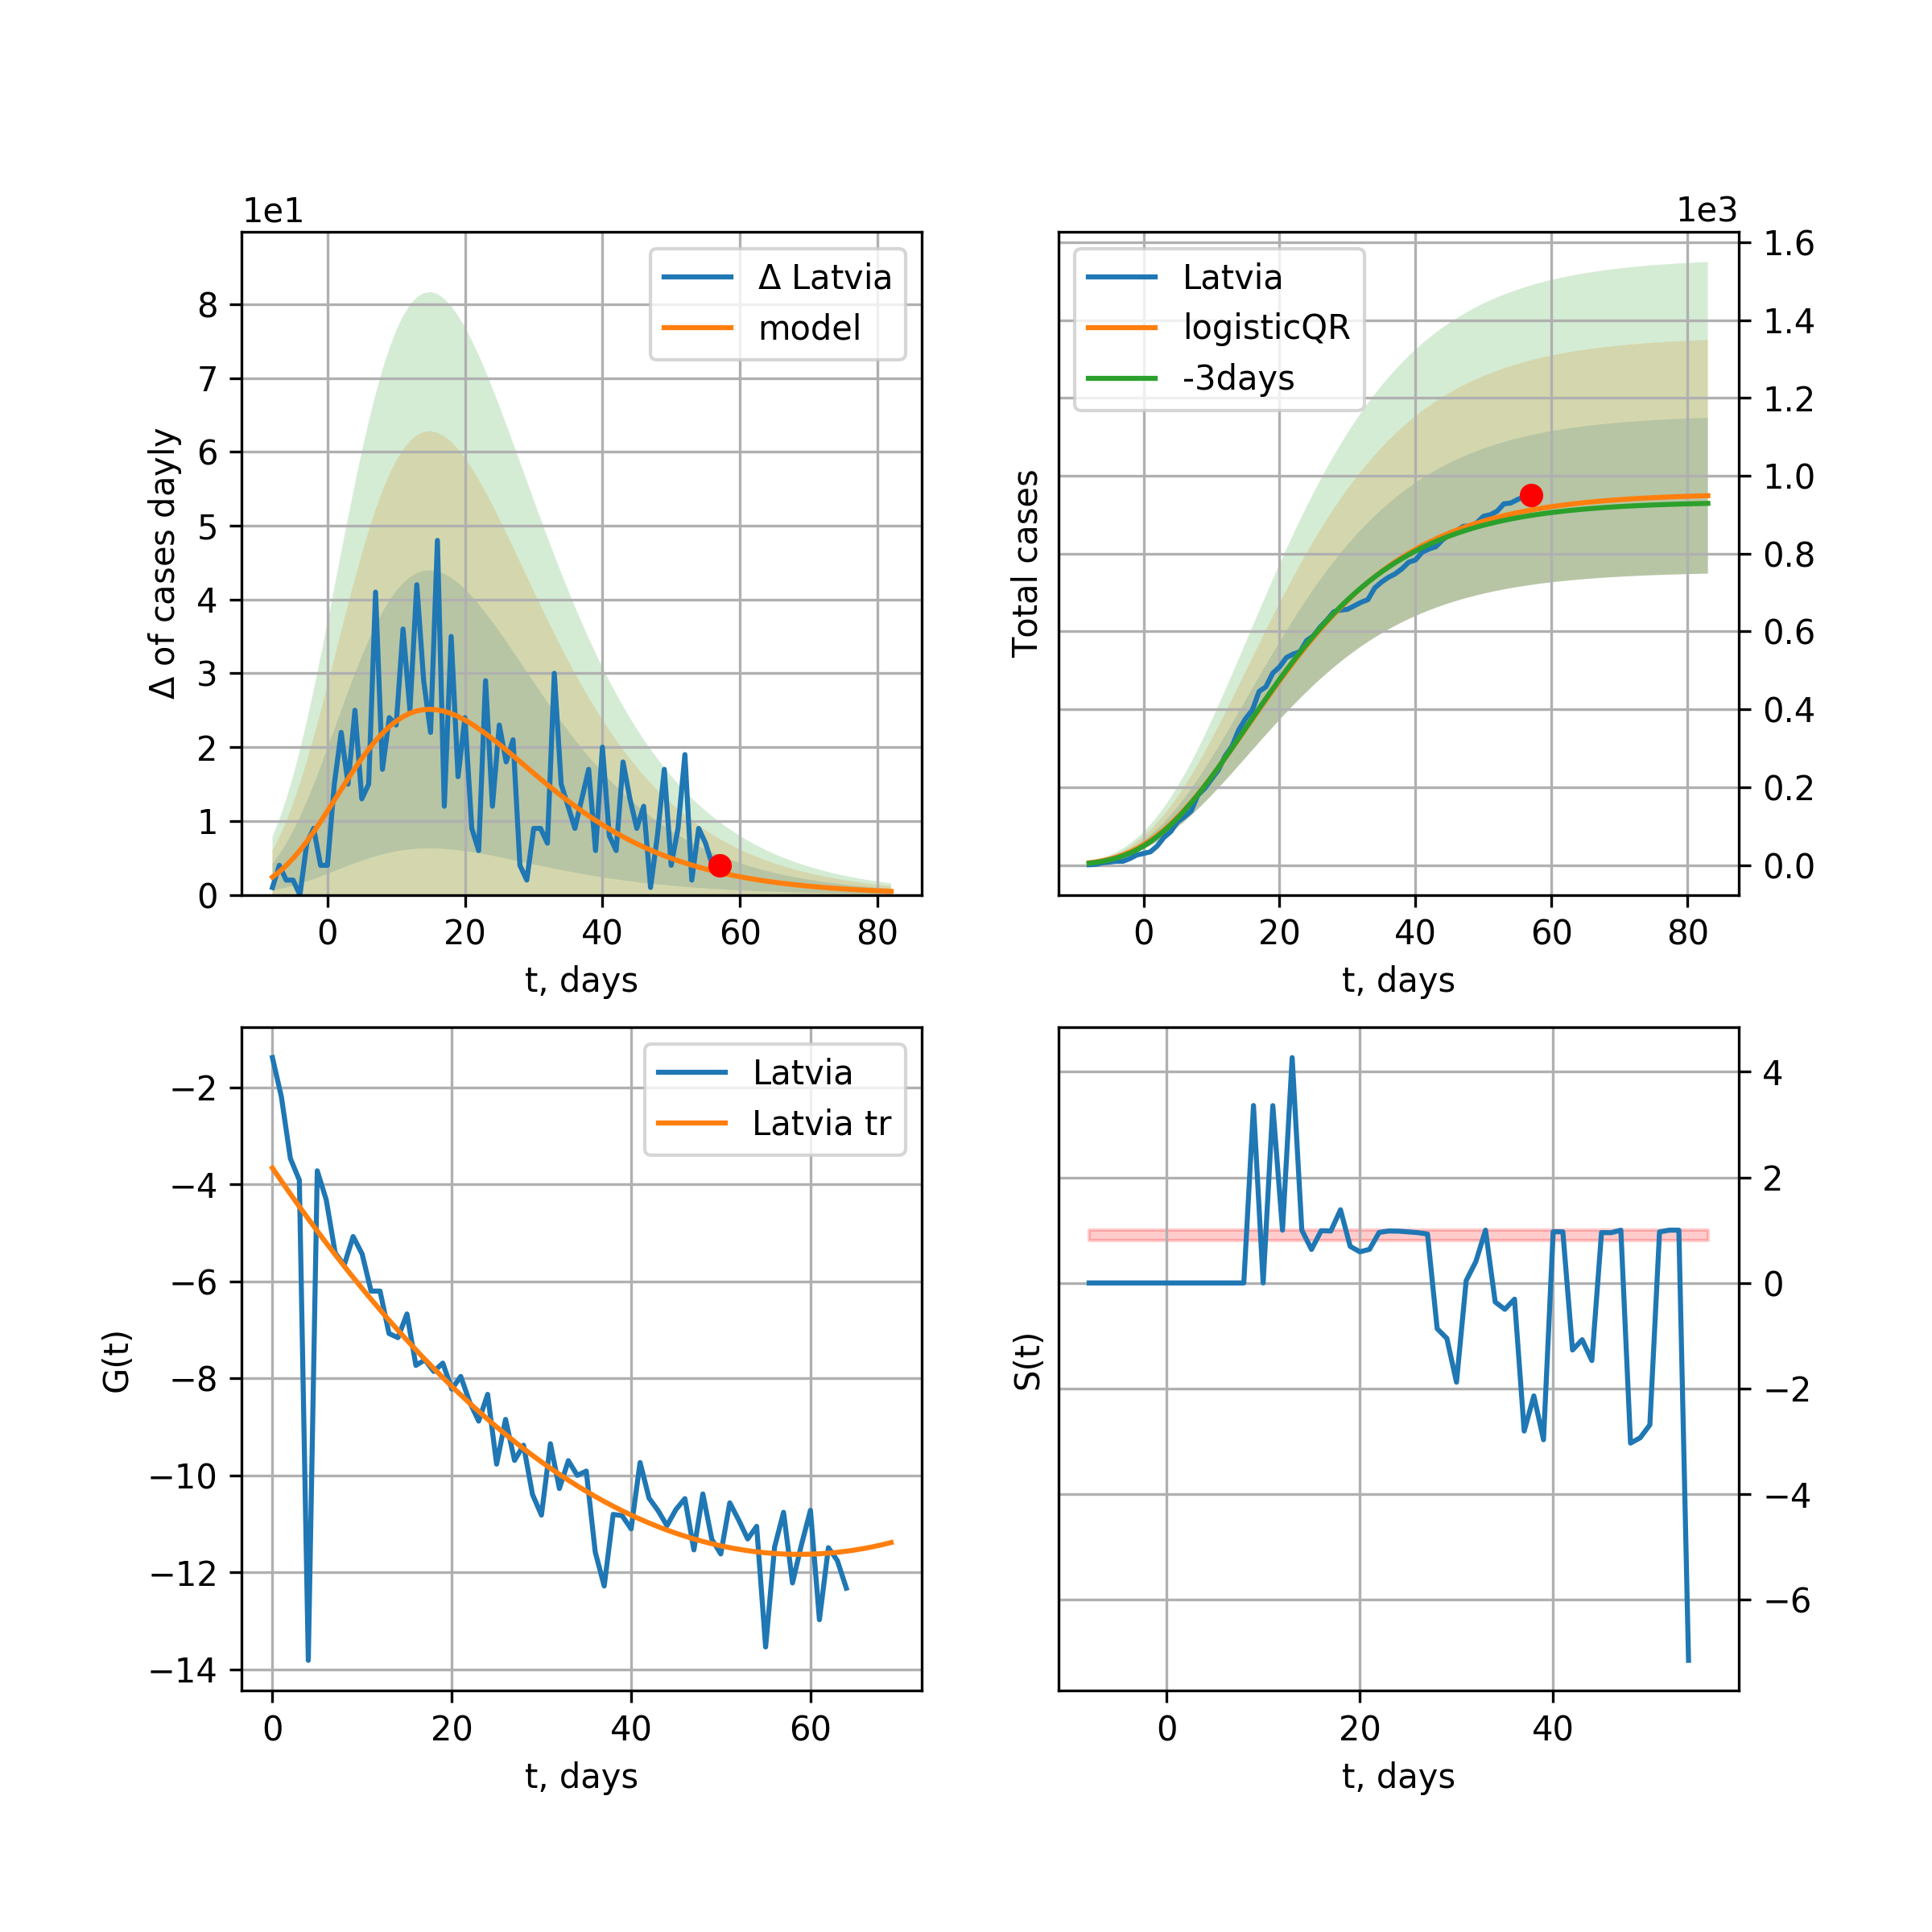 1e1
Δ of cases dayly
8
7
6
5
4
3
2
1
0
0 20 40 60 80
t, days
Δ Latvia
model
1e3
Total cases
Latvia
logisticQR
-3days
1.6
1.4
1.2
1.0
0.8
0.6
0.4
0.2
0.0
0 20 40 60 80
t, days
G(t)
−2
−4
−6
−8
−10
−12
−14
0 20 40 60
t, days
Latvia
Latvia tr
S(t)
4
2
0
−2
−4
−6
0 20 40
t, days